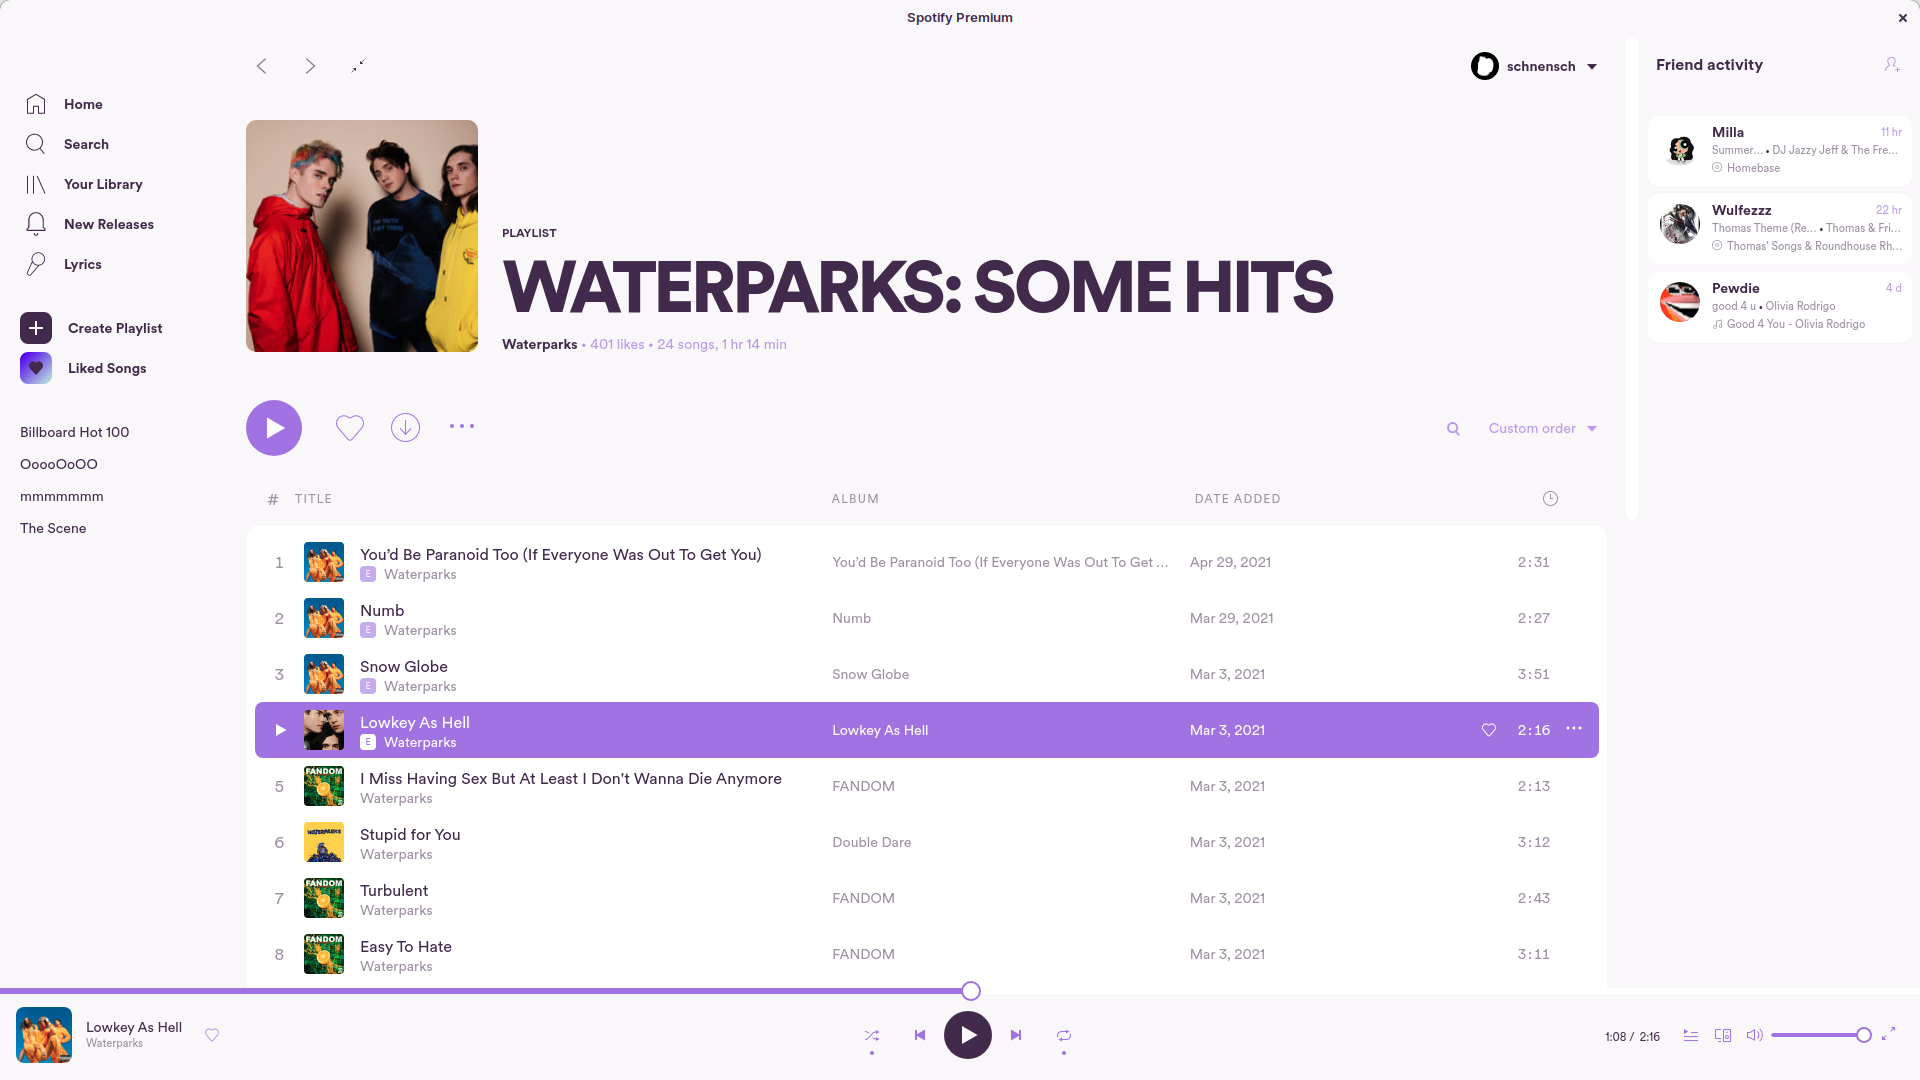 Spotify Premium
schnensch
Home
Search
Your Library
New Releases
Lyrics
Create Playlist
Liked Songs
Billboard Hot 100
OoooOoOO
mmmmmmm
The Scene
PLAYLIST
WATERPARKS: SOME HITS
Waterparks • 401 likes • 24 songs, 1 hr 14 min
Custom order
# TITLE ALBUM DATE ADDED
1 You’d Be Paranoid Too (If Everyone Was Out To Get You) You’d Be Paranoid Too (If Everyone Was Out To Get ... Apr 29, 2021 2:31
E Waterparks
2 Numb Numb Mar 29, 2021 2:27
E Waterparks
3 Snow Globe Snow Globe Mar 3, 2021 3:51
E Waterparks
Lowkey As Hell Lowkey As Hell Mar 3, 2021 2:16
E Waterparks
FANDOM
5 I Miss Having Sex But At Least I Don't Wanna Die Anymore FANDOM Mar 3, 2021 2:13
Waterparks
WATERPARKS
6 Stupid for You Double Dare Mar 3, 2021 3:12
Waterparks
FANDOM
7 Turbulent FANDOM Mar 3, 2021 2:43
Waterparks
FANDOM
8 Easy To Hate FANDOM Mar 3, 2021 3:11
Waterparks
Friend activity
Milla 11 hr
Summer... • DJ Jazzy Jeff & The Fre...
Homebase
Wulfezzz 22 hr
Thomas Theme (Re... • Thomas & Fri...
Thomas' Songs & Roundhouse Rh...
Pewdie 4 d
good 4 u • Olivia Rodrigo
Good 4 You - Olivia Rodrigo
Lowkey As Hell
Waterparks
1:08 / 2:16